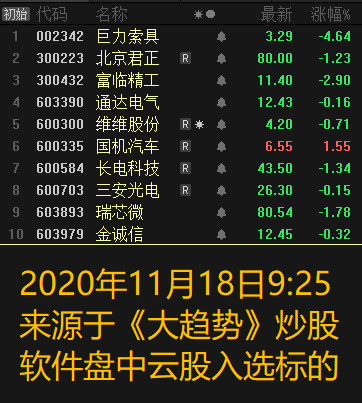 初始 代码 名称 最新 涨幅%
1 002342 巨力索具 3.29 -4.64
2 300223 北京君正 R 80.00 -1.23
3 300432 富临精工 11.40 -2.90
4 603390 通达电气 12.43 -0.16
5 600300 维维股份 R 4.20 -0.71
6 600335 国机汽车 R 6.55 1.55
7 600584 长电科技 R 43.50 -1.34
8 600703 三安光电 R 26.30 -0.15
9 603893 瑞芯微 80.54 -1.78
10 603979 金诚信 12.45 -0.32
2020年11月18日9:25
来源于《大趋势》炒股
软件盘中云股入选标的